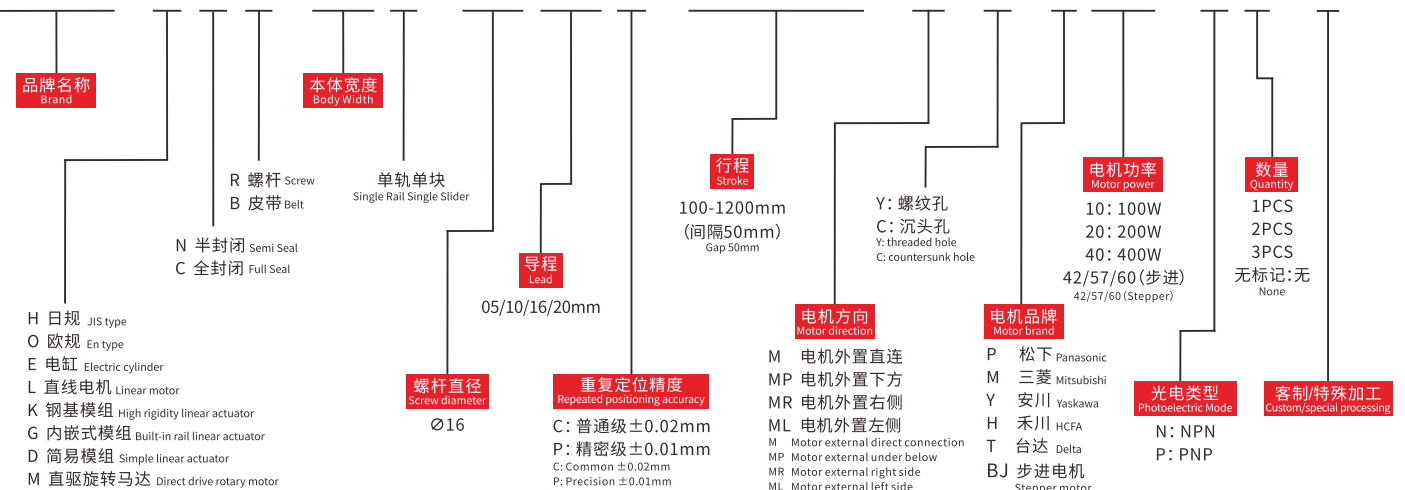 品牌名称
Brand
H 日规 JIS type
O 欧规 En type
E 电缸 Electric cylinder
L 直线电机 Linear motor
K 钢基模组 High rigidity linear actuator
G 内嵌式模组 Built-in rail linear actuator
D 简易模组 Simple linear actuator
M 直驱旋转马达 Direct drive rotary motor
N 半封闭 Semi Seal
C 全封闭 Full Seal
R 螺杆 Screw
B 皮带 Belt
本体宽度
Body Width
单轨单块
Single Rail Single Slider
螺杆直径
Screw diameter
∅16
导程
Lead
05/10/16/20mm
重复定位精度
Repeated positioning accuracy
C：普通级±0.02mm
P：精密级±0.01mm
C: Common ±0.02mm
P: Precision ±0.01mm
行程
Stroke
100-1200mm
（间隔50mm）
Gap 50mm
电机方向
Motor direction
M 电机外置直连
MP 电机外置下方
MR 电机外置右侧
ML 电机外置左侧
M Motor external direct connection
MP Motor external under below
MR Motor external right side
ML Motor external left side
Y：螺纹孔
C：沉头孔
Y: threaded hole
C: countersunk hole
电机品牌
Motor brand
P 松下 Panasonic
M 三菱 Mitsubishi
Y 安川 Yaskawa
H 禾川 HCFA
T 台达 Delta
BJ 步进电机
Stepper motor
电机功率
Motor power
10：100W
20：200W
40：400W
42/57/60（步进）
42/57/60（Stepper）
光电类型
Photoelectric Mode
N：NPN
P：PNP
数量
Quantity
1PCS
2PCS
3PCS
无标记：无
None
客制/特殊加工
Custom/special processing